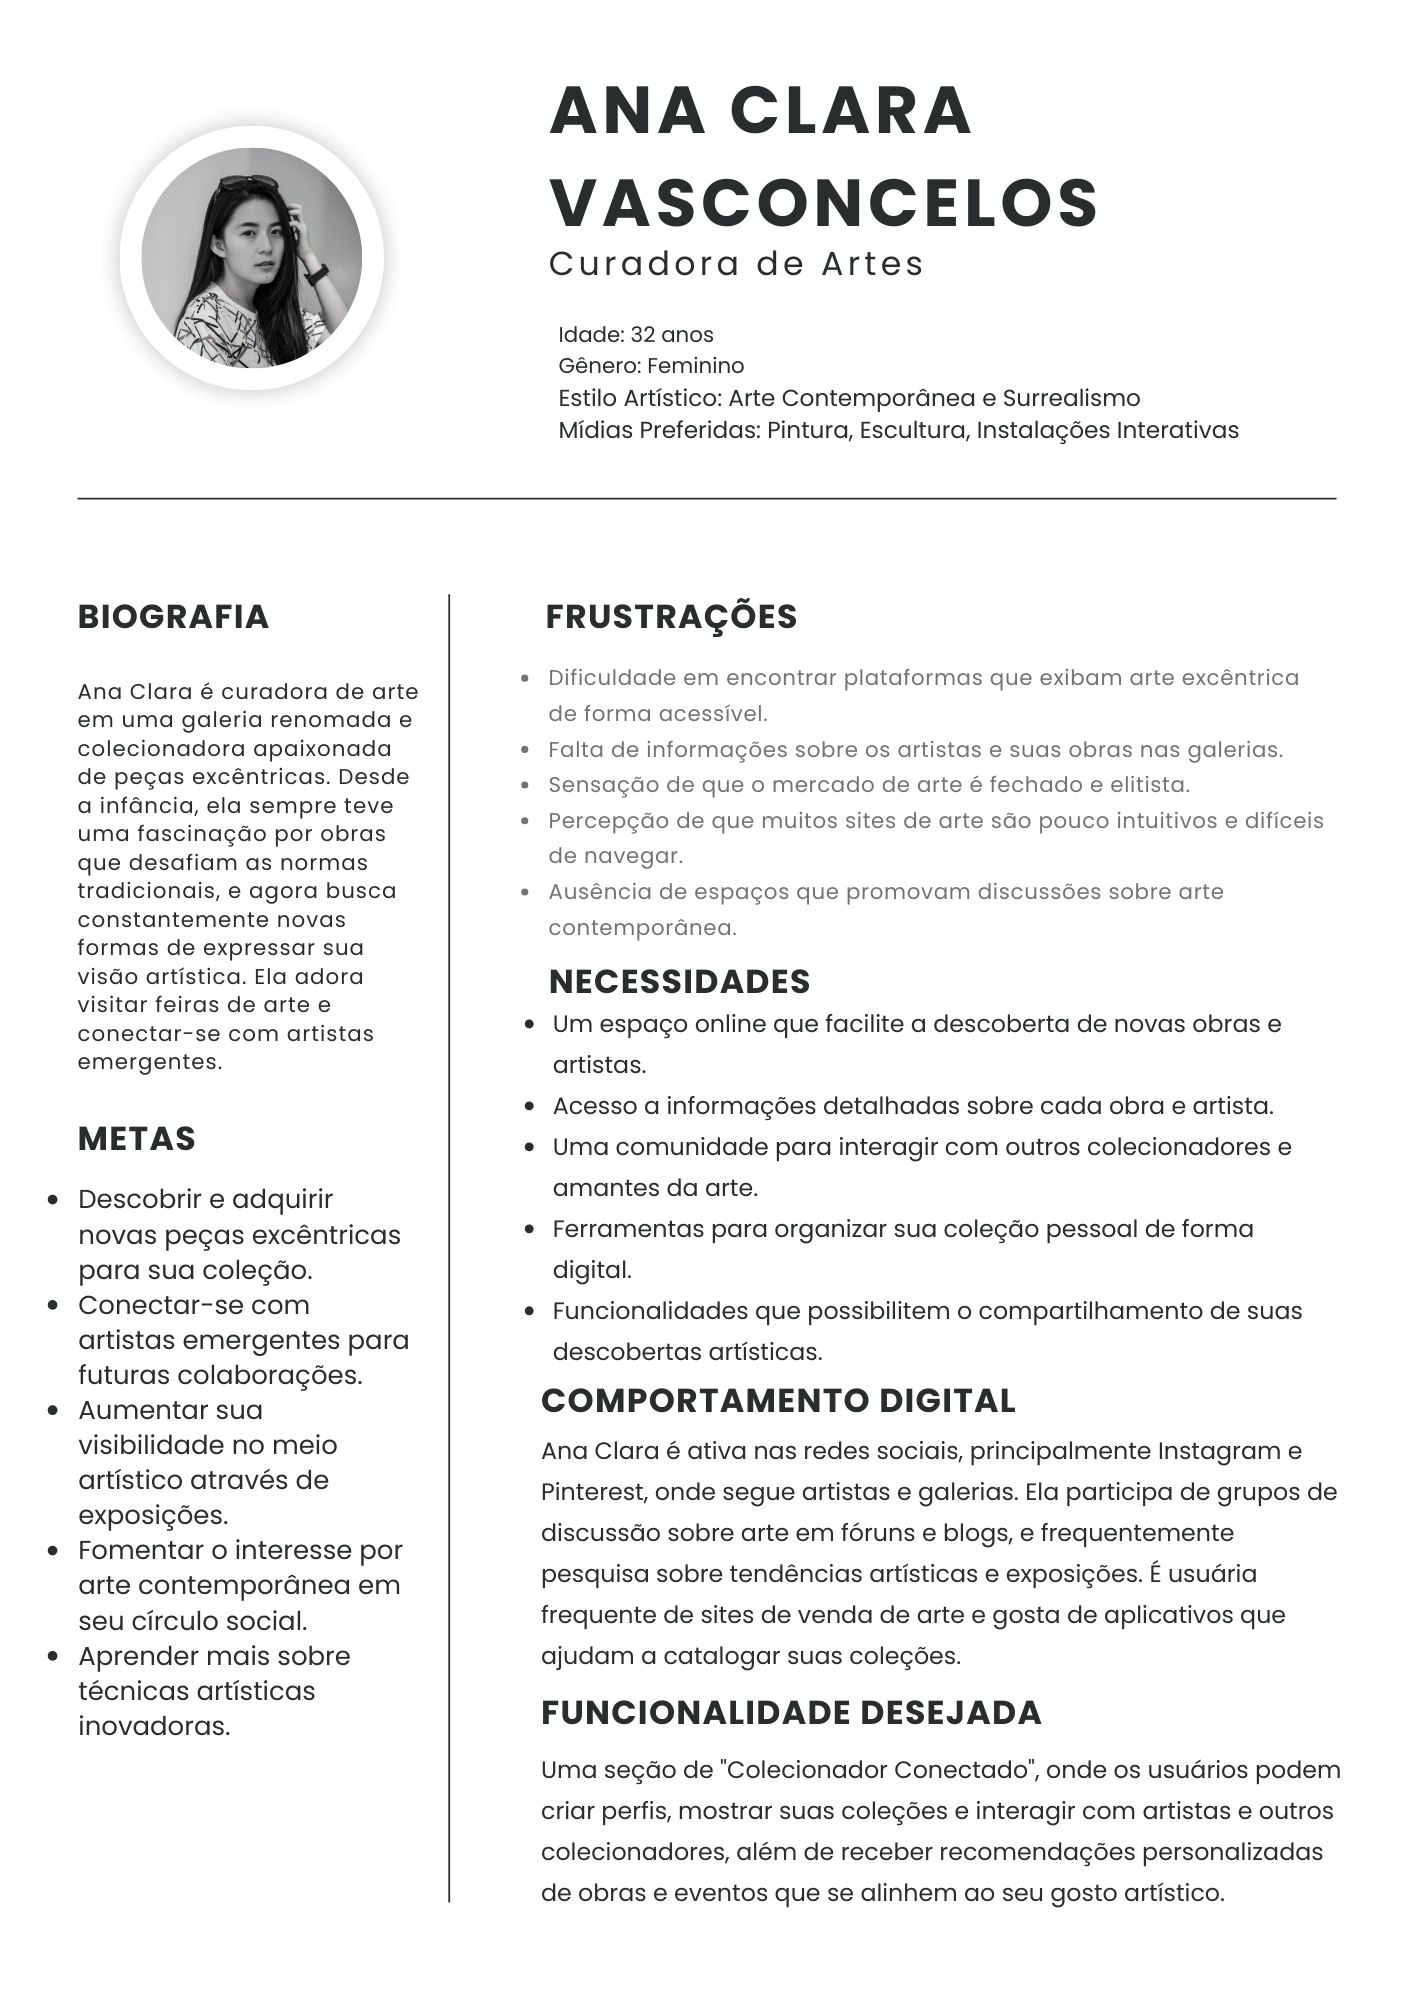 ANA CLARA
VASCONCELOS
Curadora de Artes
Idade: 32 anos
Gênero: Feminino
Estilo Artístico: Arte Contemporânea e Surrealismo
Mídias Preferidas: Pintura, Escultura, Instalações Interativas
BIOGRAFIA
Ana Clara é curadora de arte
em uma galeria renomada e
colecionadora apaixonada
de peças excêntricas. Desde
a infância, ela sempre teve
uma fascinação por obras
que desafiam as normas
tradicionais, e agora busca
constantemente novas
formas de expressar sua
visão artística. Ela adora
visitar feiras de arte e
conectar-se com artistas
emergentes.
METAS
• Descobrir e adquirir
novas peças excêntricas
para sua coleção.
• Conectar-se com
artistas emergentes para
futuras colaborações.
• Aumentar sua
visibilidade no meio
artístico através de
exposições.
• Fomentar o interesse por
arte contemporânea em
seu círculo social.
• Aprender mais sobre
técnicas artísticas
inovadoras.
FRUSTRAÇÕES
• Dificuldade em encontrar plataformas que exibam arte excêntrica
de forma acessível.
• Falta de informações sobre os artistas e suas obras nas galerias.
• Sensação de que o mercado de arte é fechado e elitista.
• Percepção de que muitos sites de arte são pouco intuitivos e difíceis
de navegar.
• Ausência de espaços que promovam discussões sobre arte
contemporânea.
NECESSIDADES
• Um espaço online que facilite a descoberta de novas obras e
artistas.
• Acesso a informações detalhadas sobre cada obra e artista.
• Uma comunidade para interagir com outros colecionadores e
amantes da arte.
• Ferramentas para organizar sua coleção pessoal de forma
digital.
• Funcionalidades que possibilitem o compartilhamento de suas
descobertas artísticas.
COMPORTAMENTO DIGITAL
Ana Clara é ativa nas redes sociais, principalmente Instagram e
Pinterest, onde segue artistas e galerias. Ela participa de grupos de
discussão sobre arte em fóruns e blogs, e frequentemente
pesquisa sobre tendências artísticas e exposições. É usuária
frequente de sites de venda de arte e gosta de aplicativos que
ajudam a catalogar suas coleções.
FUNCIONALIDADE DESEJADA
Uma seção de "Colecionador Conectado", onde os usuários podem
criar perfis, mostrar suas coleções e interagir com artistas e outros
colecionadores, além de receber recomendações personalizadas
de obras e eventos que se alinhem ao seu gosto artístico.